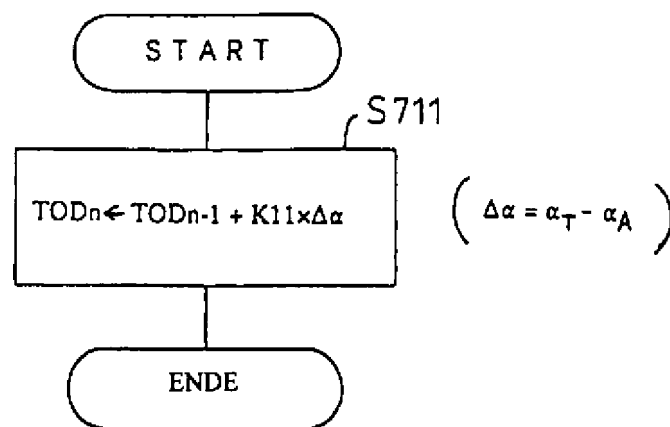 START
S711
TODn ← TODn-1 + K11×Δα
( Δα = αT - αA )
ENDE